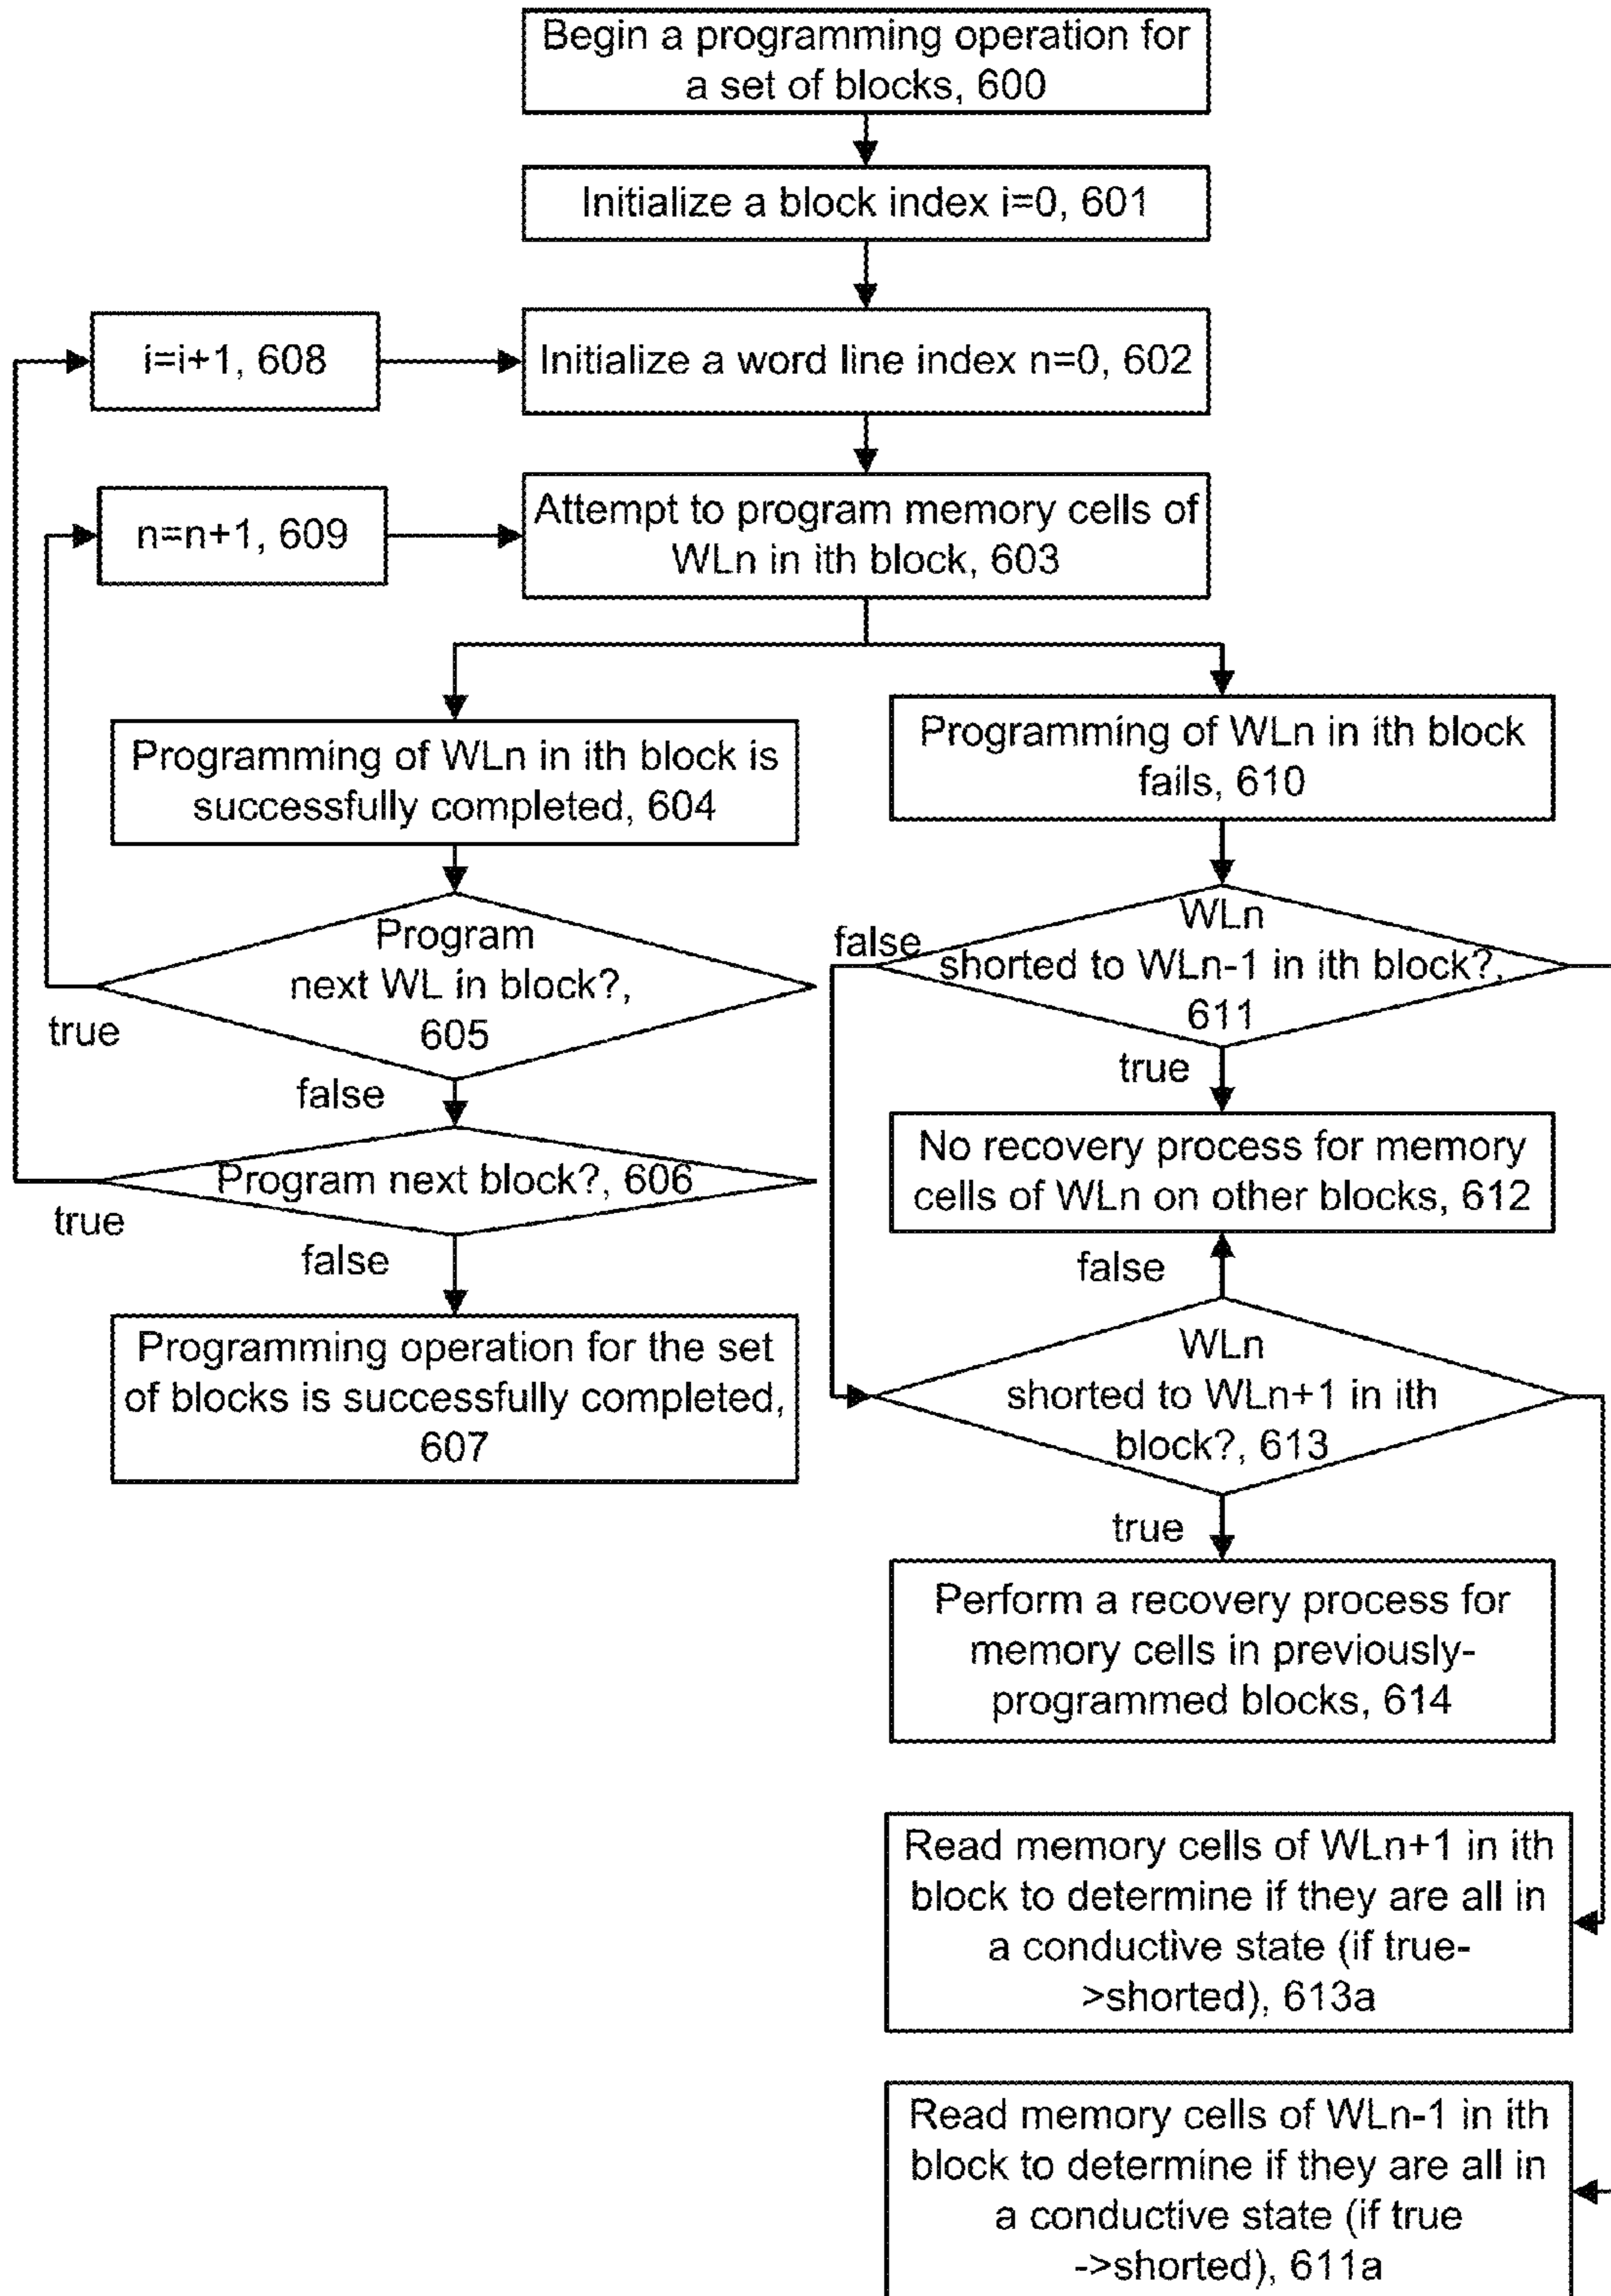 Begin a programming operation for
a set of blocks, 600
Initialize a block index i=0, 601
i=i+1, 608
Initialize a word line index n=0, 602
n=n+1, 609
Attempt to program memory cells of
WLn in ith block, 603
Programming of WLn in ith block is
successfully completed, 604
Program
next WL in block?,
605
true
false
Program next block?, 606
true
false
Programming operation for the set
of blocks is successfully completed,
607
Programming of WLn in ith block
fails, 610
WLn
shorted to WLn-1 in ith block?,
611
false
true
No recovery process for memory
cells of WLn on other blocks, 612
false
WLn
shorted to WLn+1 in ith
block?, 613
true
Perform a recovery process for
memory cells in previously-
programmed blocks, 614
Read memory cells of WLn+1 in ith
block to determine if they are all in
a conductive state (if true-
>shorted), 613a
Read memory cells of WLn-1 in ith
block to determine if they are all in
a conductive state (if true
->shorted), 611a